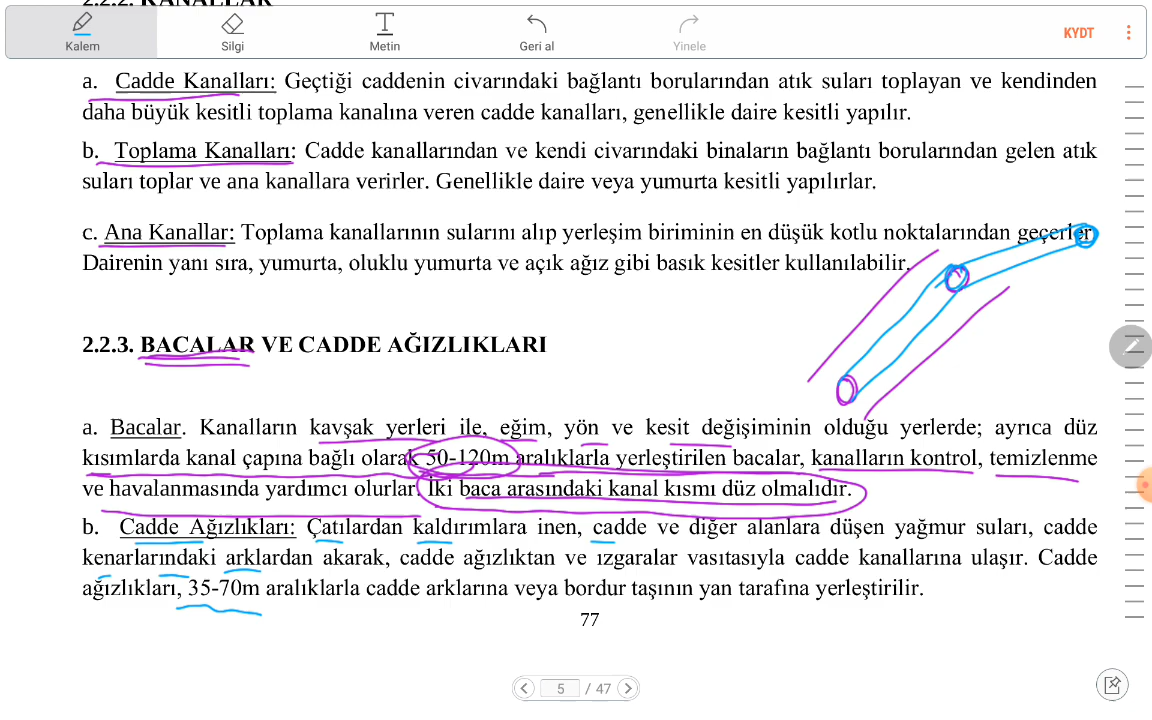 2.2.2. KANALLAR
Kalem
Silgi
Metin
Geri al
Yinele
KYDT
a. Cadde Kanalları: Geçtiği caddenin civarındaki bağlantı borularından atık suları toplayan ve kendinden
daha büyük kesitli toplama kanalına veren cadde kanalları, genellikle daire kesitli yapılır.
b. Toplama Kanalları: Cadde kanallarından ve kendi civarındaki binaların bağlantı borularından gelen atık
suları toplar ve ana kanallara verirler. Genellikle daire veya yumurta kesitli yapılırlar.
c. Ana Kanallar: Toplama kanallarının sularını alıp yerleşim biriminin en düşük kotlu noktalarından geçerler.
Dairenin yanı sıra, yumurta, oluklu yumurta ve açık ağız gibi basık kesitler kullanılabilir.
2.2.3. BACALAR VE CADDE AĞIZLIKLARI
a. Bacalar. Kanalların kavşak yerleri ile, eğim, yön ve kesit değişiminin olduğu yerlerde; ayrıca düz
kısımlarda kanal çapına bağlı olarak 50-120m aralıklarla yerleştirilen bacalar, kanalların kontrol, temizlenme
ve havalanmasında yardımcı olurlar. İki baca arasındaki kanal kısmı düz olmalıdır.
b. Cadde Ağızlıkları: Çatılardan kaldırımlara inen, cadde ve diğer alanlara düşen yağmur suları, cadde
kenarlarındaki arklardan akarak, cadde ağızlıktan ve ızgaralar vasıtasıyla cadde kanallarına ulaşır. Cadde
ağızlıkları, 35-70m aralıklarla cadde arklarına veya bordur taşının yan tarafına yerleştirilir.
77
5 / 47